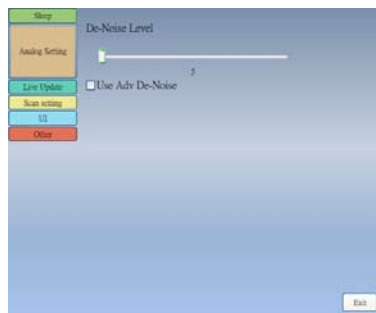 Sleep
Analog Setting
Live Update
Scan setting
UI
Other
De-Noise Level
5
Use Adv De-Noise
Exit